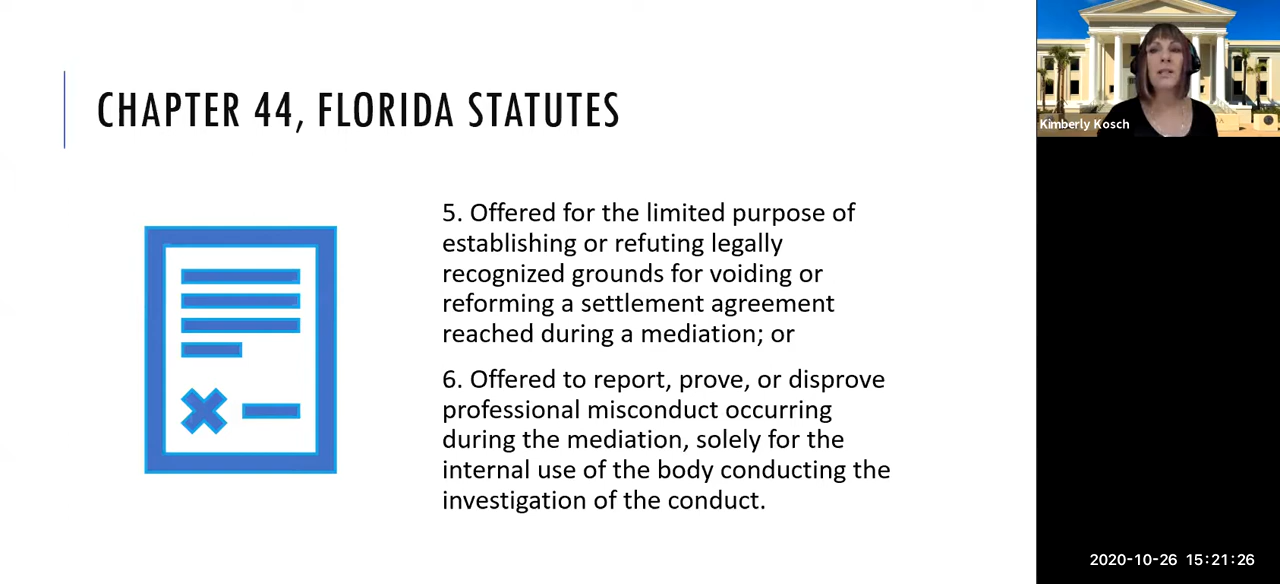 CHAPTER 44, FLORIDA STATUTES
5. Offered for the limited purpose of
establishing or refuting legally
recognized grounds for voiding or
reforming a settlement agreement
reached during a mediation; or
6. Offered to report, prove, or disprove
professional misconduct occurring
during the mediation, solely for the
internal use of the body conducting the
investigation of the conduct.
Kimberly Kosch
2020-10-26 15:21:26